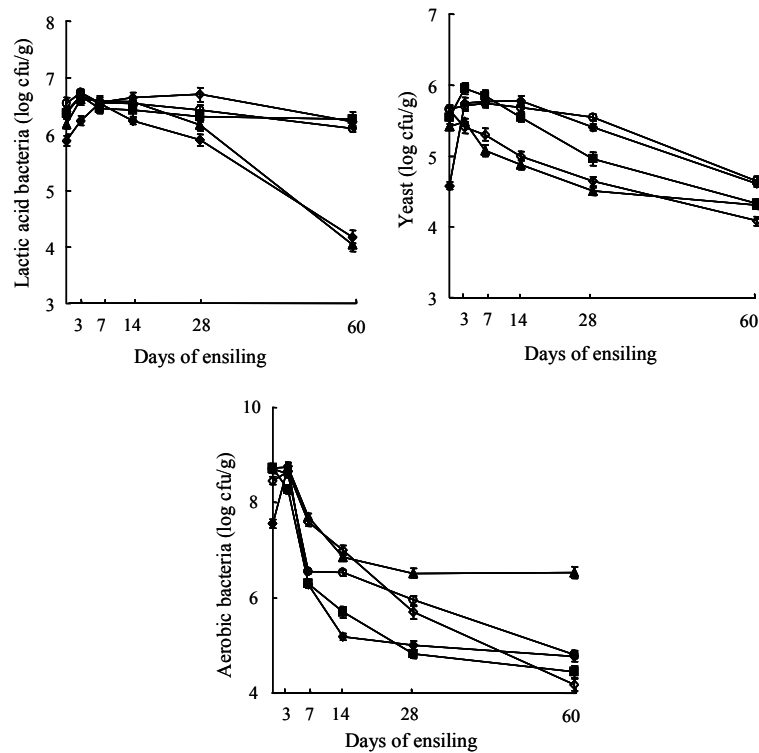 Lactic acid bacteria (log cfu/g)
8
7
6
5
4
3
3 7 14 28 60
Days of ensiling
Yeast (log cfu/g)
7
6
5
4
3
3 7 14 28 60
Days of ensiling
Aerobic bacteria (log cfu/g)
10
8
6
4
3 7 14 28 60
Days of ensiling